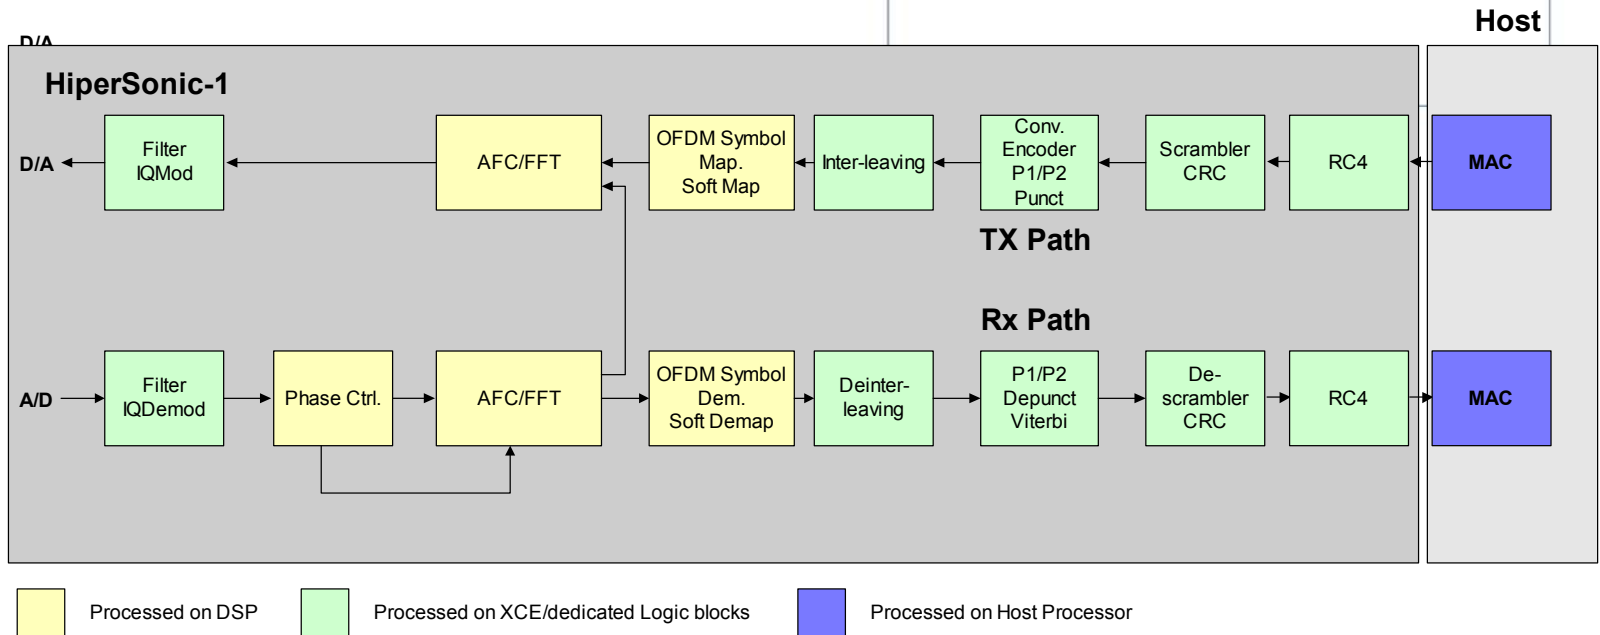 Host
D/A
HiperSonic-1
D/A
Filter
IQMod
AFC/FFT
OFDM Symbol
Map.
Soft Map
Inter-leaving
Conv.
Encoder
P1/P2
Punct
Scrambler
CRC
RC4
MAC
TX Path
Rx Path
A/D
Filter
IQDemod
Phase Ctrl.
AFC/FFT
OFDM Symbol
Dem.
Soft Demap
Deinter-
leaving
P1/P2
Depunct
Viterbi
De-
scrambler
CRC
RC4
MAC
Processed on DSP
Processed on XCE/dedicated Logic blocks
Processed on Host Processor